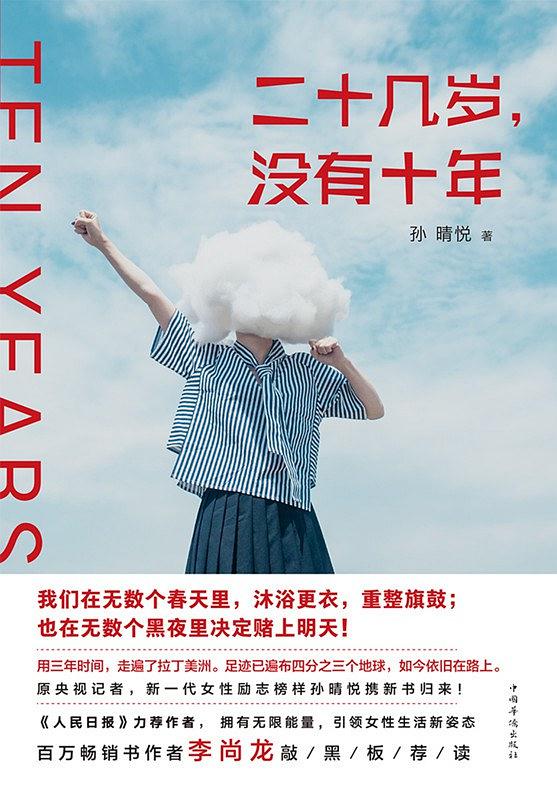 TEN YEARS
二十几岁，
没有十年
孙 晴悦 著
我们在无数个春天里，沐浴更衣，重整旗鼓；
也在无数个黑夜里决定赌上明天！
用三年时间，走遍了拉丁美洲。足迹已遍布四分之三个地球，如今依旧在路上。
原央视记者，新一代女性励志榜样孙晴悦携新书归来！
《人民日报》力荐作者， 拥有无限能量，引领女性生活新姿态
百万畅销书作者李尚龙敲/黑/板/荐/读
中国华侨出版社